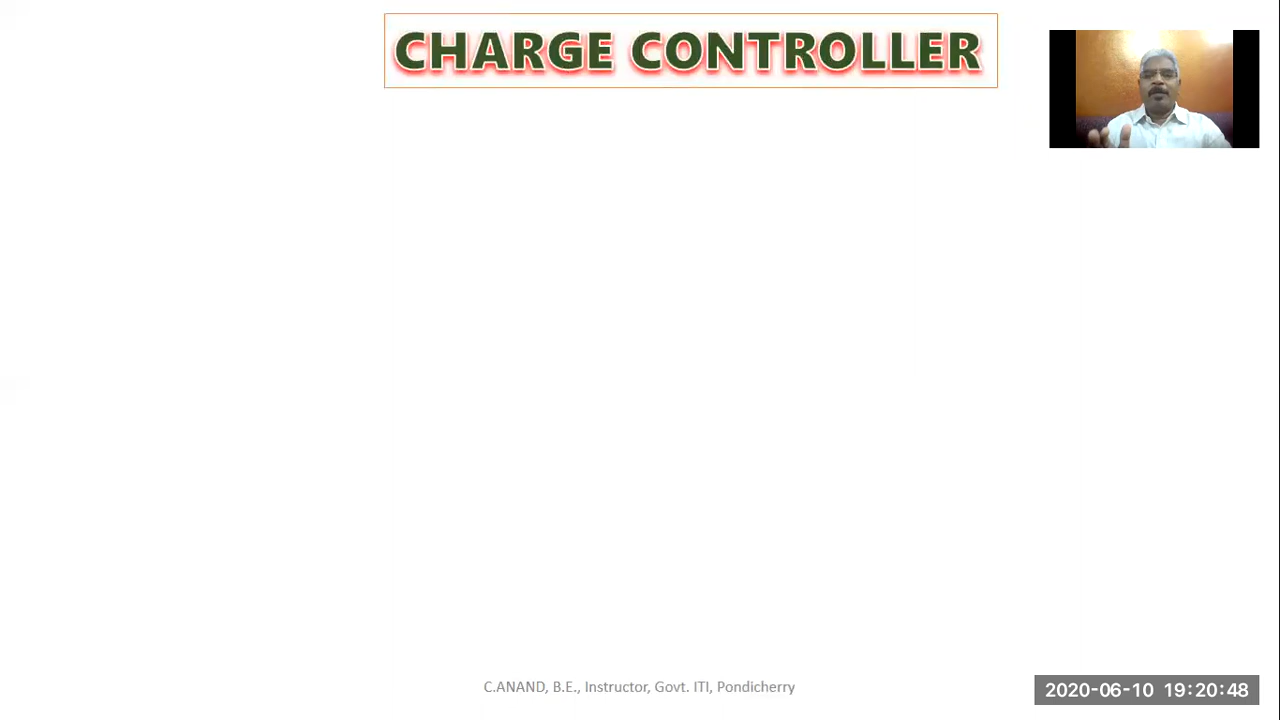 CHARGE CONTROLLER
C.ANAND, B.E., Instructor, Govt. ITI, Pondicherry
2020-06-10 19:20:48